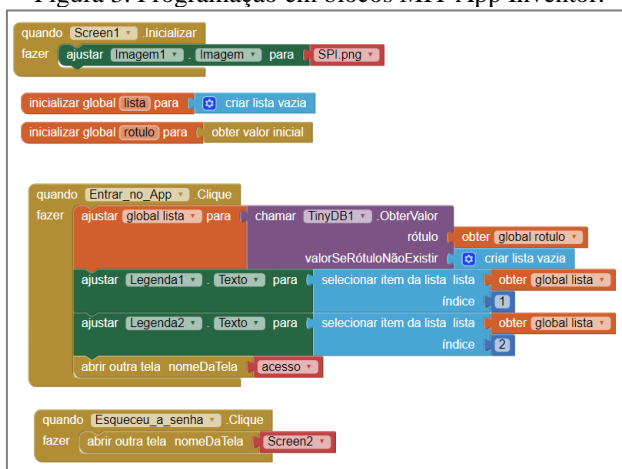 Figura 3. Programação em blocos MIT App Inventor.
quando Screen1 .Inicializar
fazer ajustar Imagem1 . Imagem para SPI.png
inicializar global lista para criar lista vazia
inicializar global rotulo para obter valor inicial
quando Entrar_no_App .Clique
fazer ajustar global lista para chamar TinyDB1 .ObterValor
rótulo obter global rotulo
valorSeRótuloNãoExistir criar lista vazia
ajustar Legenda1 . Texto para selecionar item da lista lista obter global lista
índice 1
ajustar Legenda2 . Texto para selecionar item da lista lista obter global lista
índice 2
abrir outra tela nomeDaTela acesso
quando Esqueceu_a_senha .Clique
fazer abrir outra tela nomeDaTela Screen2